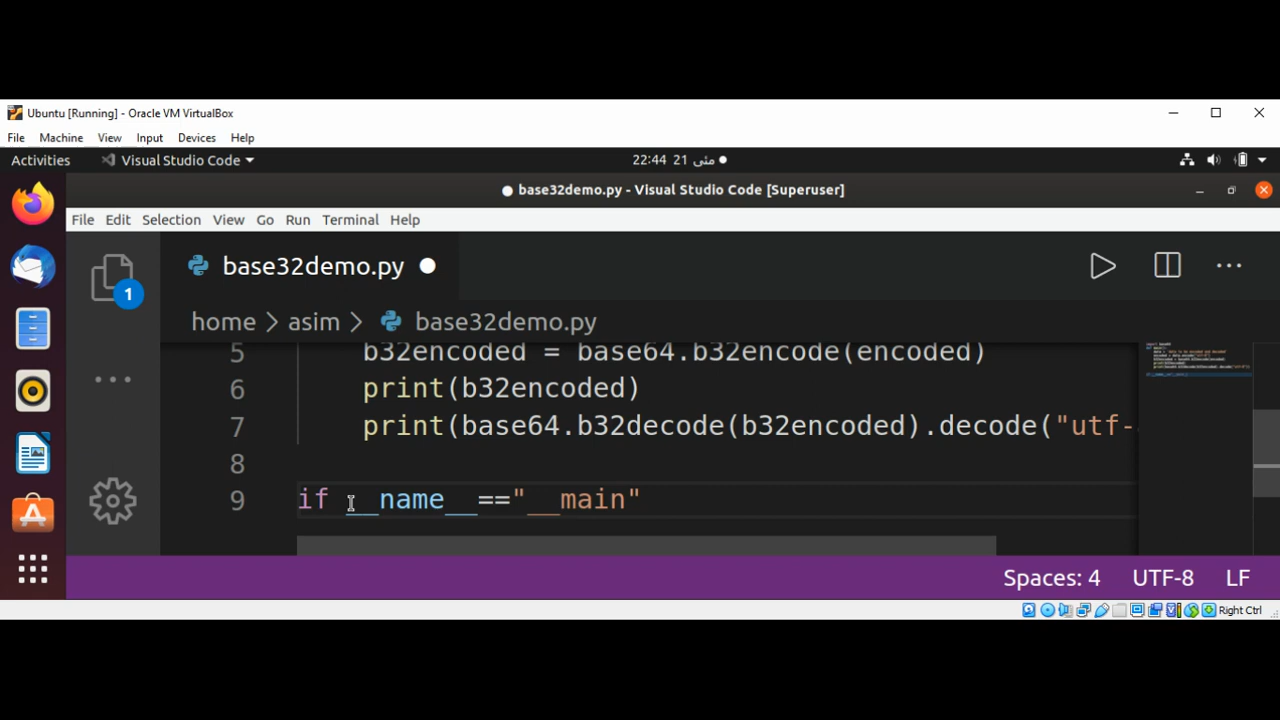 Ubuntu [Running] - Oracle VM VirtualBox
File Machine View Input Devices Help
Activities Visual Studio Code 22:44 21 مئی
base32demo.py - Visual Studio Code [Superuser]
File Edit Selection View Go Run Terminal Help
base32demo.py
1
home > asim > base32demo.py
5 b32encoded = base64.b32encode(encoded)
6 print(b32encoded)
7 print(base64.b32decode(b32encoded).decode("utf-
8
9 if __name__=="__main"
Spaces: 4 UTF-8 LF
Right Ctrl